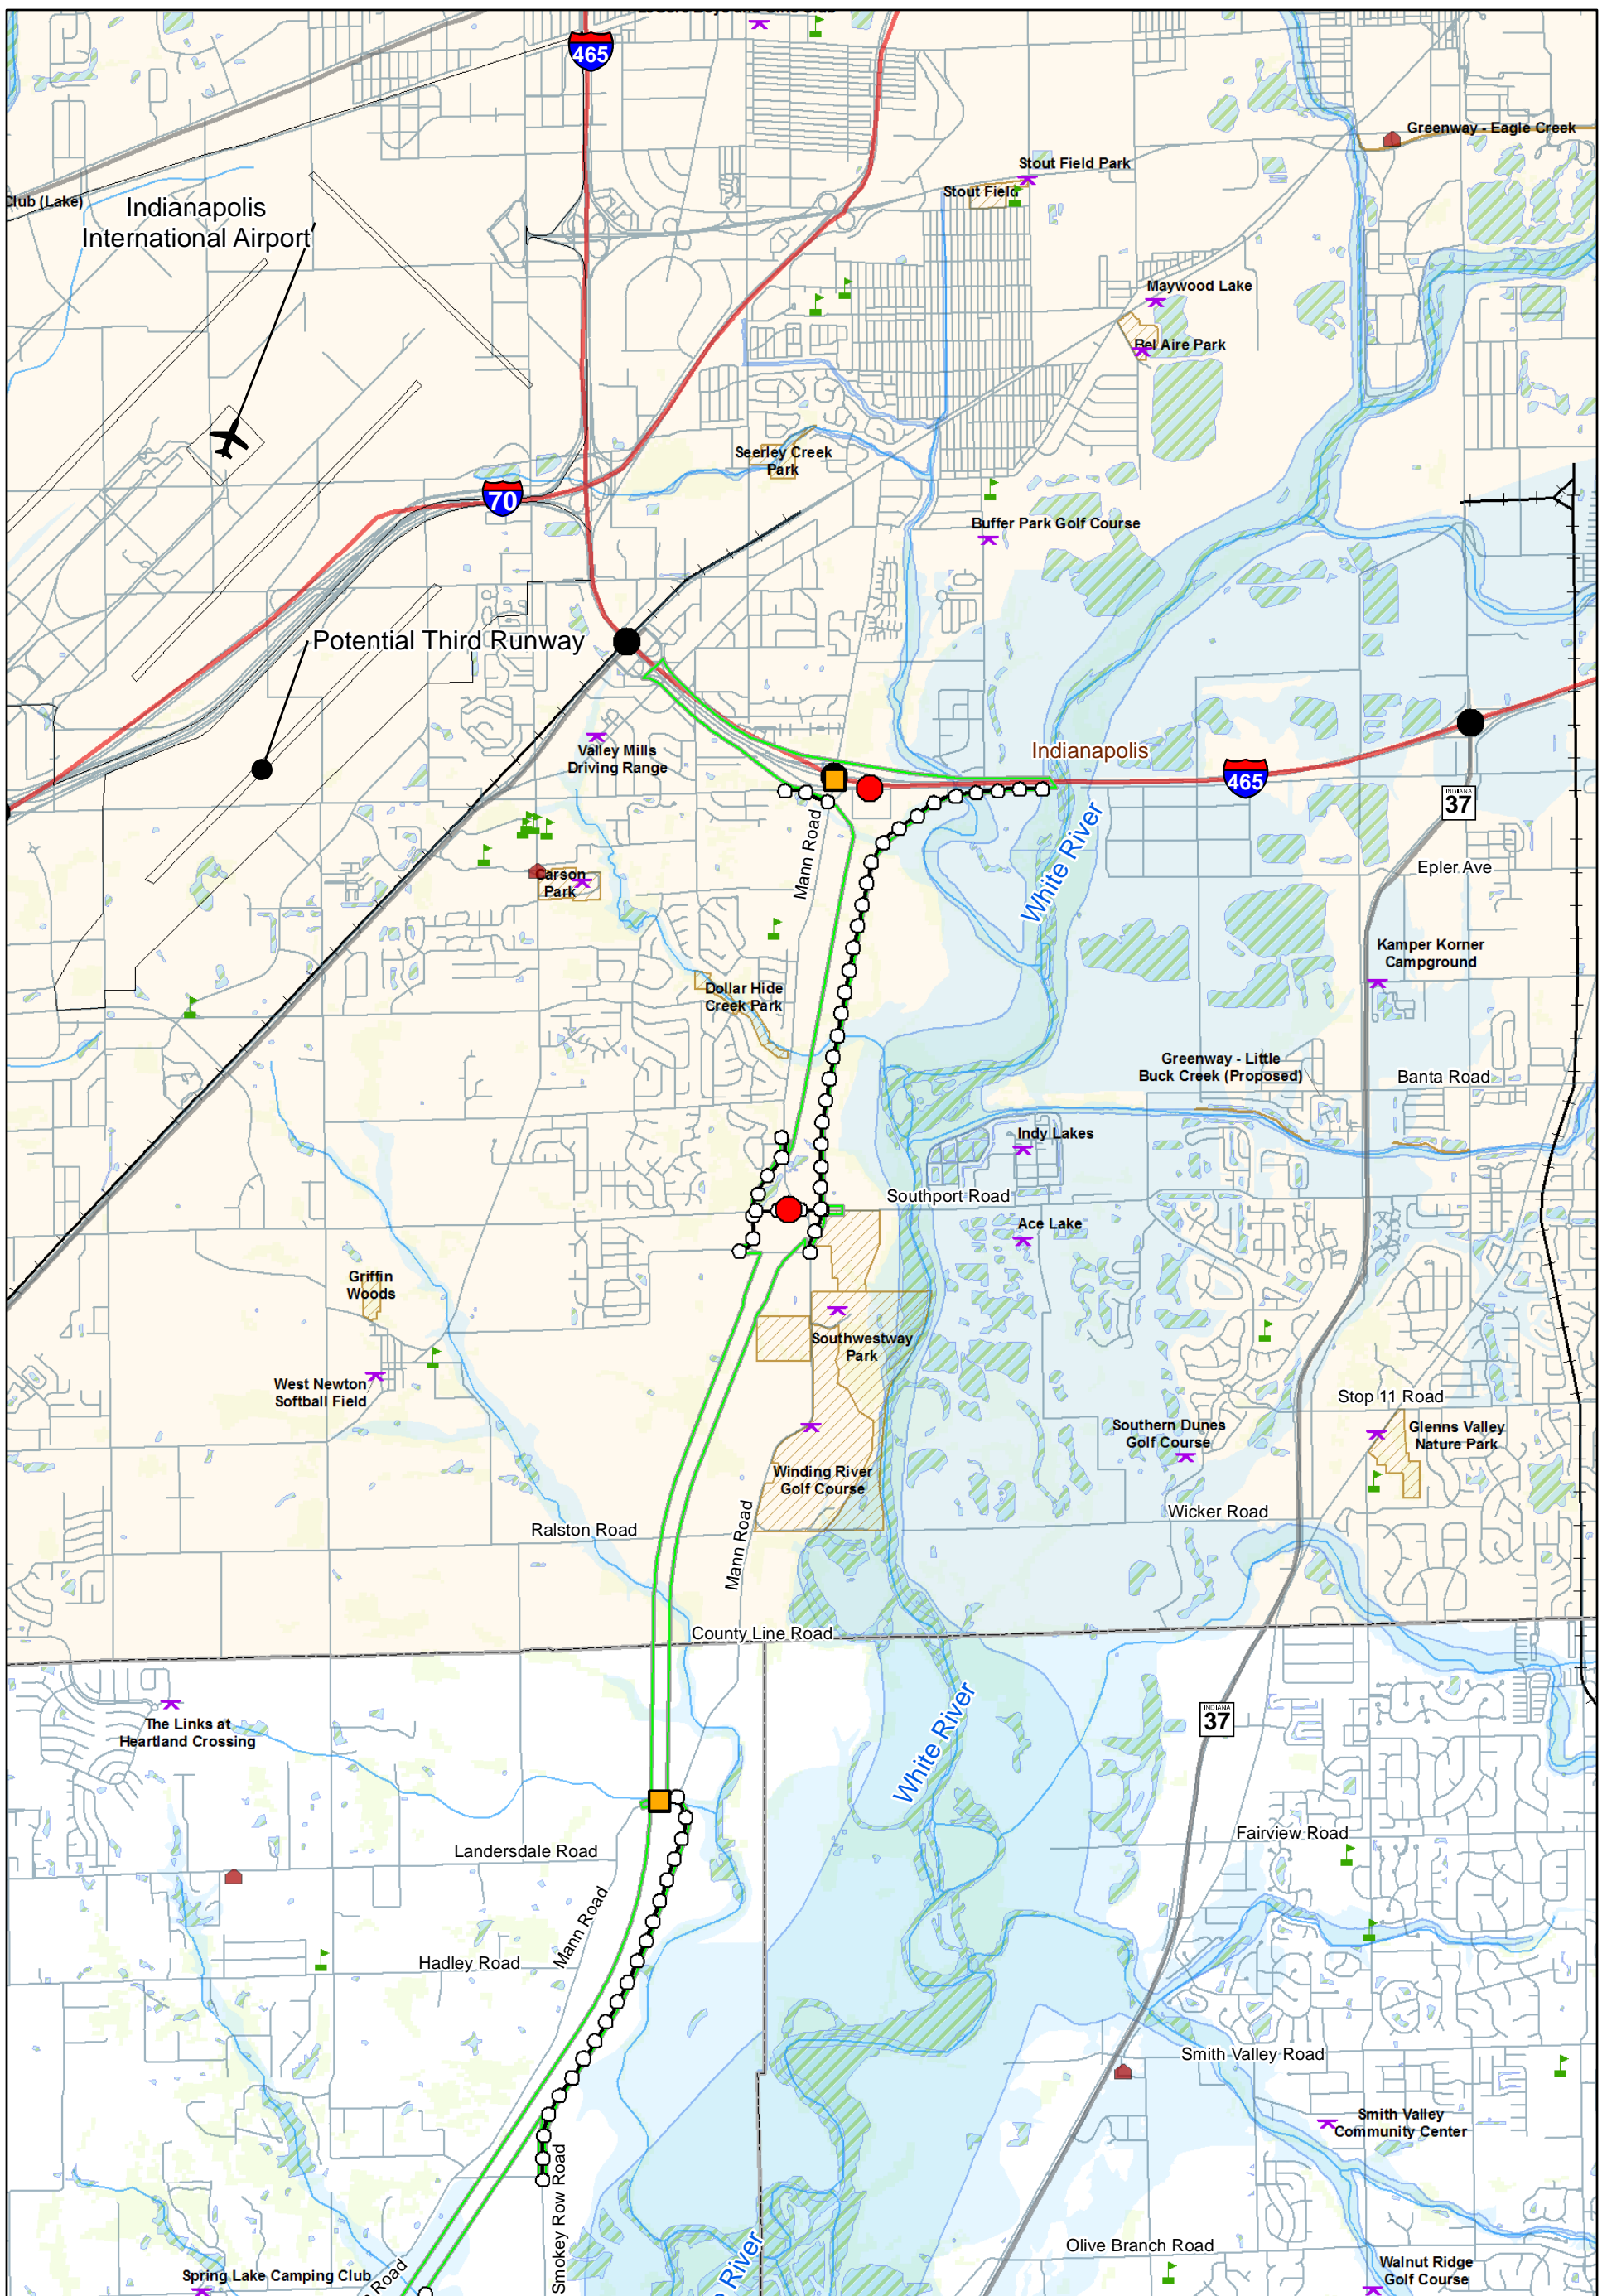 465
Greenway - Eagle Creek
Stout Field Park
Stout Field
Club (Lake)
Indianapolis
International Airport
Maywood Lake
Bel Aire Park
Seerley Creek
Park
70
Buffer Park Golf Course
Potential Third Runway
Valley Mills
Driving Range
Indianapolis
465
INDIANA
37
Mann Road
White River
Epler Ave
Carson
Park
Kamper Korner
Campground
Dollar Hide
Creek Park
Greenway - Little
Buck Creek (Proposed)
Banta Road
Indy Lakes
Southport Road
Ace Lake
Griffin
Woods
Southwestway
Park
West Newton
Softball Field
Stop 11 Road
Southern Dunes
Golf Course
Glenns Valley
Nature Park
Winding River
Golf Course
Wicker Road
Ralston Road
Mann Road
County Line Road
The Links at
Heartland Crossing
White River
INDIANA
37
Fairview Road
Landersdale Road
Mann Road
Hadley Road
Smith Valley Road
Smith Valley
Community Center
Smokey Row Road
Olive Branch Road
Walnut Ridge
Golf Course
Spring Lake Camping Club
Road
River